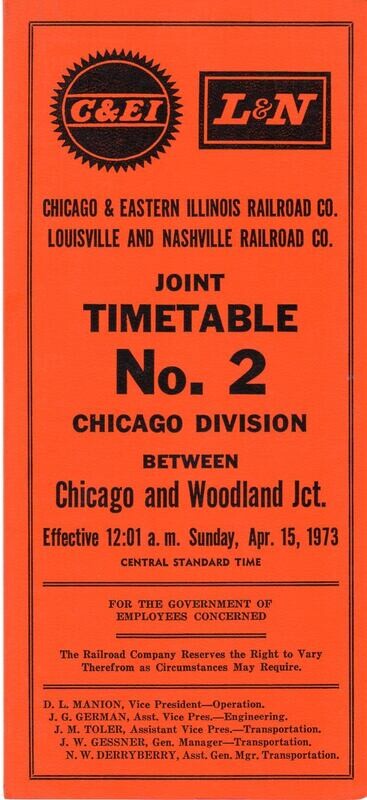 C&EI
L&N
CHICAGO & EASTERN ILLINOIS RAILROAD CO.
LOUISVILLE AND NASHVILLE RAILROAD CO.
JOINT
TIMETABLE
No. 2
CHICAGO DIVISION
BETWEEN
Chicago and Woodland Jct.
Effective 12:01 a. m. Sunday, Apr. 15, 1973
CENTRAL STANDARD TIME
FOR THE GOVERNMENT OF
EMPLOYEES CONCERNED
The Railroad Company Reserves the Right to Vary
Therefrom as Circumstances May Require.
D. L. MANION, Vice President—Operation.
J. G. GERMAN, Asst. Vice Pres.—Engineering.
J. M. TOLER, Assistant Vice Pres.—Transportation.
J. W. GESSNER, Gen. Manager—Transportation.
N. W. DERRYBERRY, Asst. Gen. Mgr. Transportation.